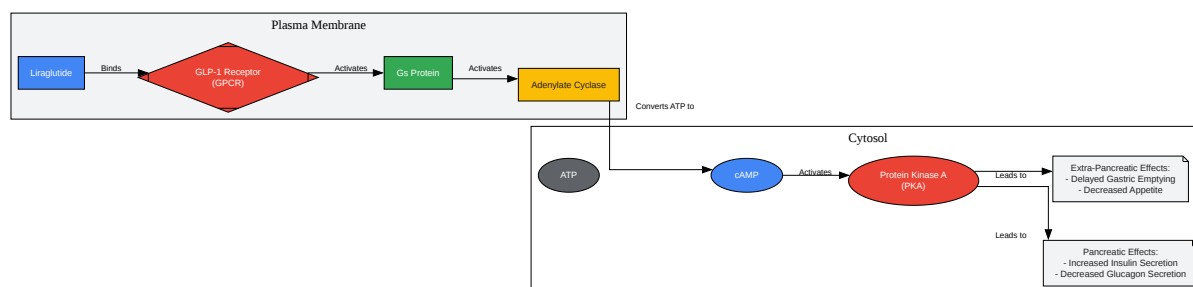 Plasma Membrane
Liraglutide
Binds
GLP-1 Receptor
(GPCR)
Activates
Gs Protein
Activates
Adenylate Cyclase
Converts ATP to
Cytosol
ATP
cAMP
Activates
Protein Kinase A
(PKA)
Leads to
Extra-Pancreatic Effects:
- Delayed Gastric Emptying
- Decreased Appetite
Leads to
Pancreatic Effects:
- Increased Insulin Secretion
- Decreased Glucagon Secretion